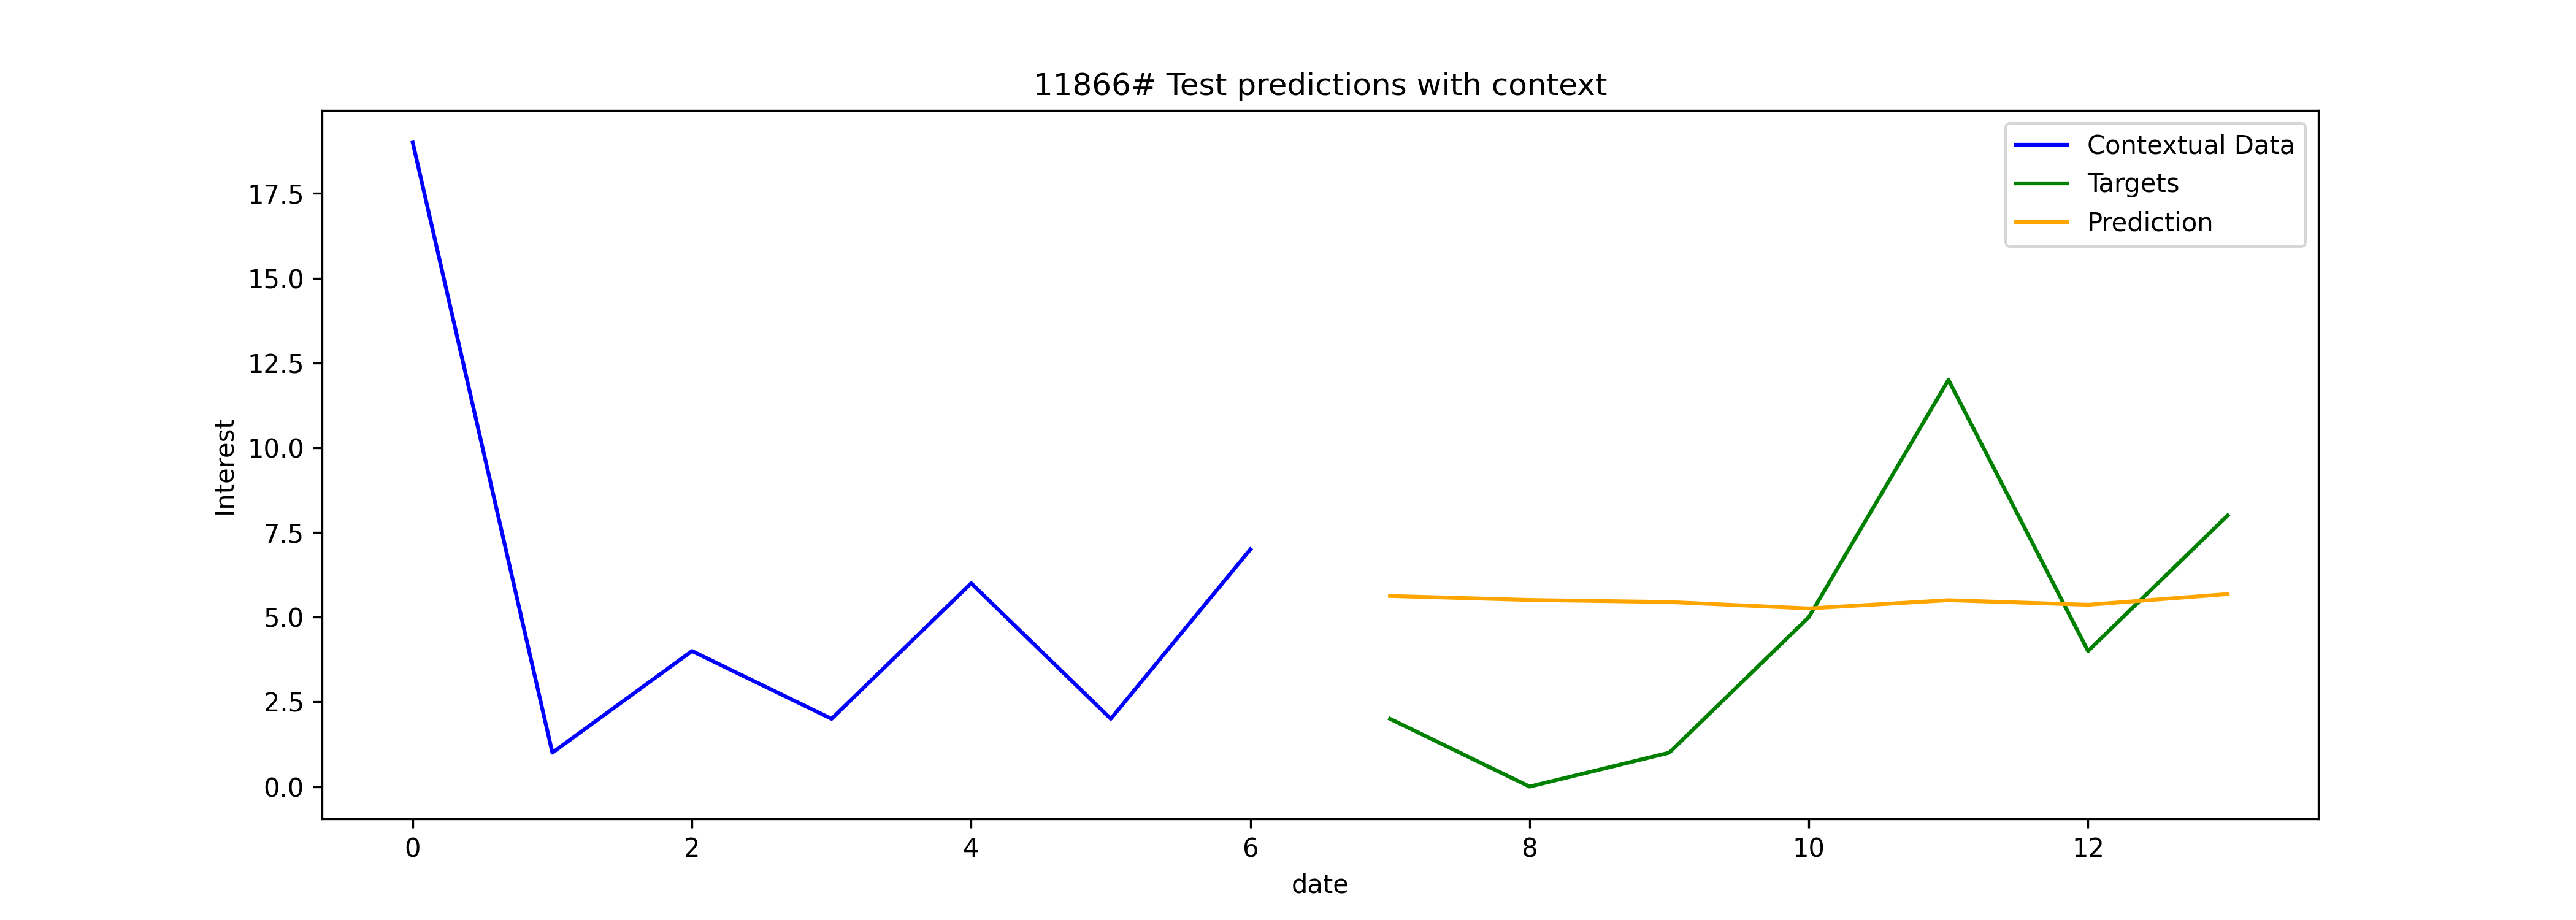 11866# Test predictions with context
Contextual Data
Targets
Prediction
Interest
17.5
15.0
12.5
10.0
7.5
5.0
2.5
0.0
0 2 4 6 8 10 12
date